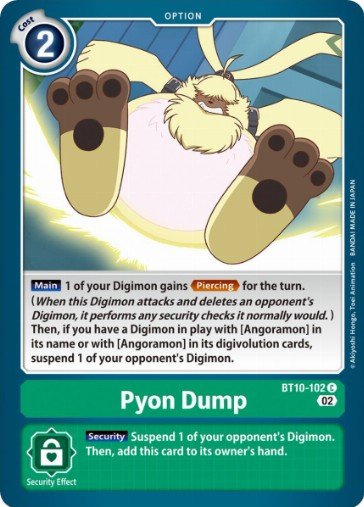 OPTION
Cost
2
Main 1 of your Digimon gains Piercing for the turn.
(When this Digimon attacks and deletes an opponent's
Digimon, it performs any security checks it normally would.)
Then, if you have a Digimon in play with [Angoramon] in
its name or with [Angoramon] in its digivolution cards,
suspend 1 of your opponent's Digimon.
©Akiyoshi Hongo, Toei Animation BANDAI MADE IN JAPAN
BT10-102 C
Pyon Dump
02
Security Suspend 1 of your opponent's Digimon.
Then, add this card to its owner's hand.
Security Effect